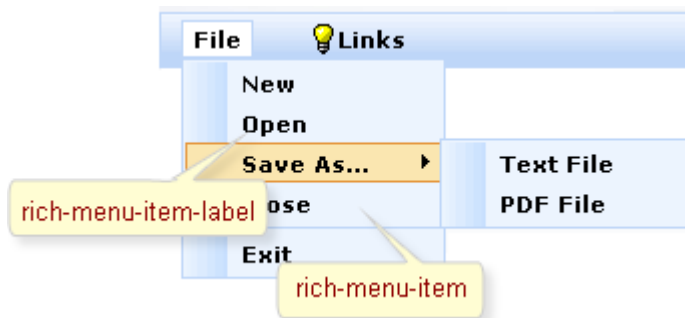 File
Links
New
Open
Save As...
Text File
rich-menu-item-label
ose
PDF File
Exit
rich-menu-item